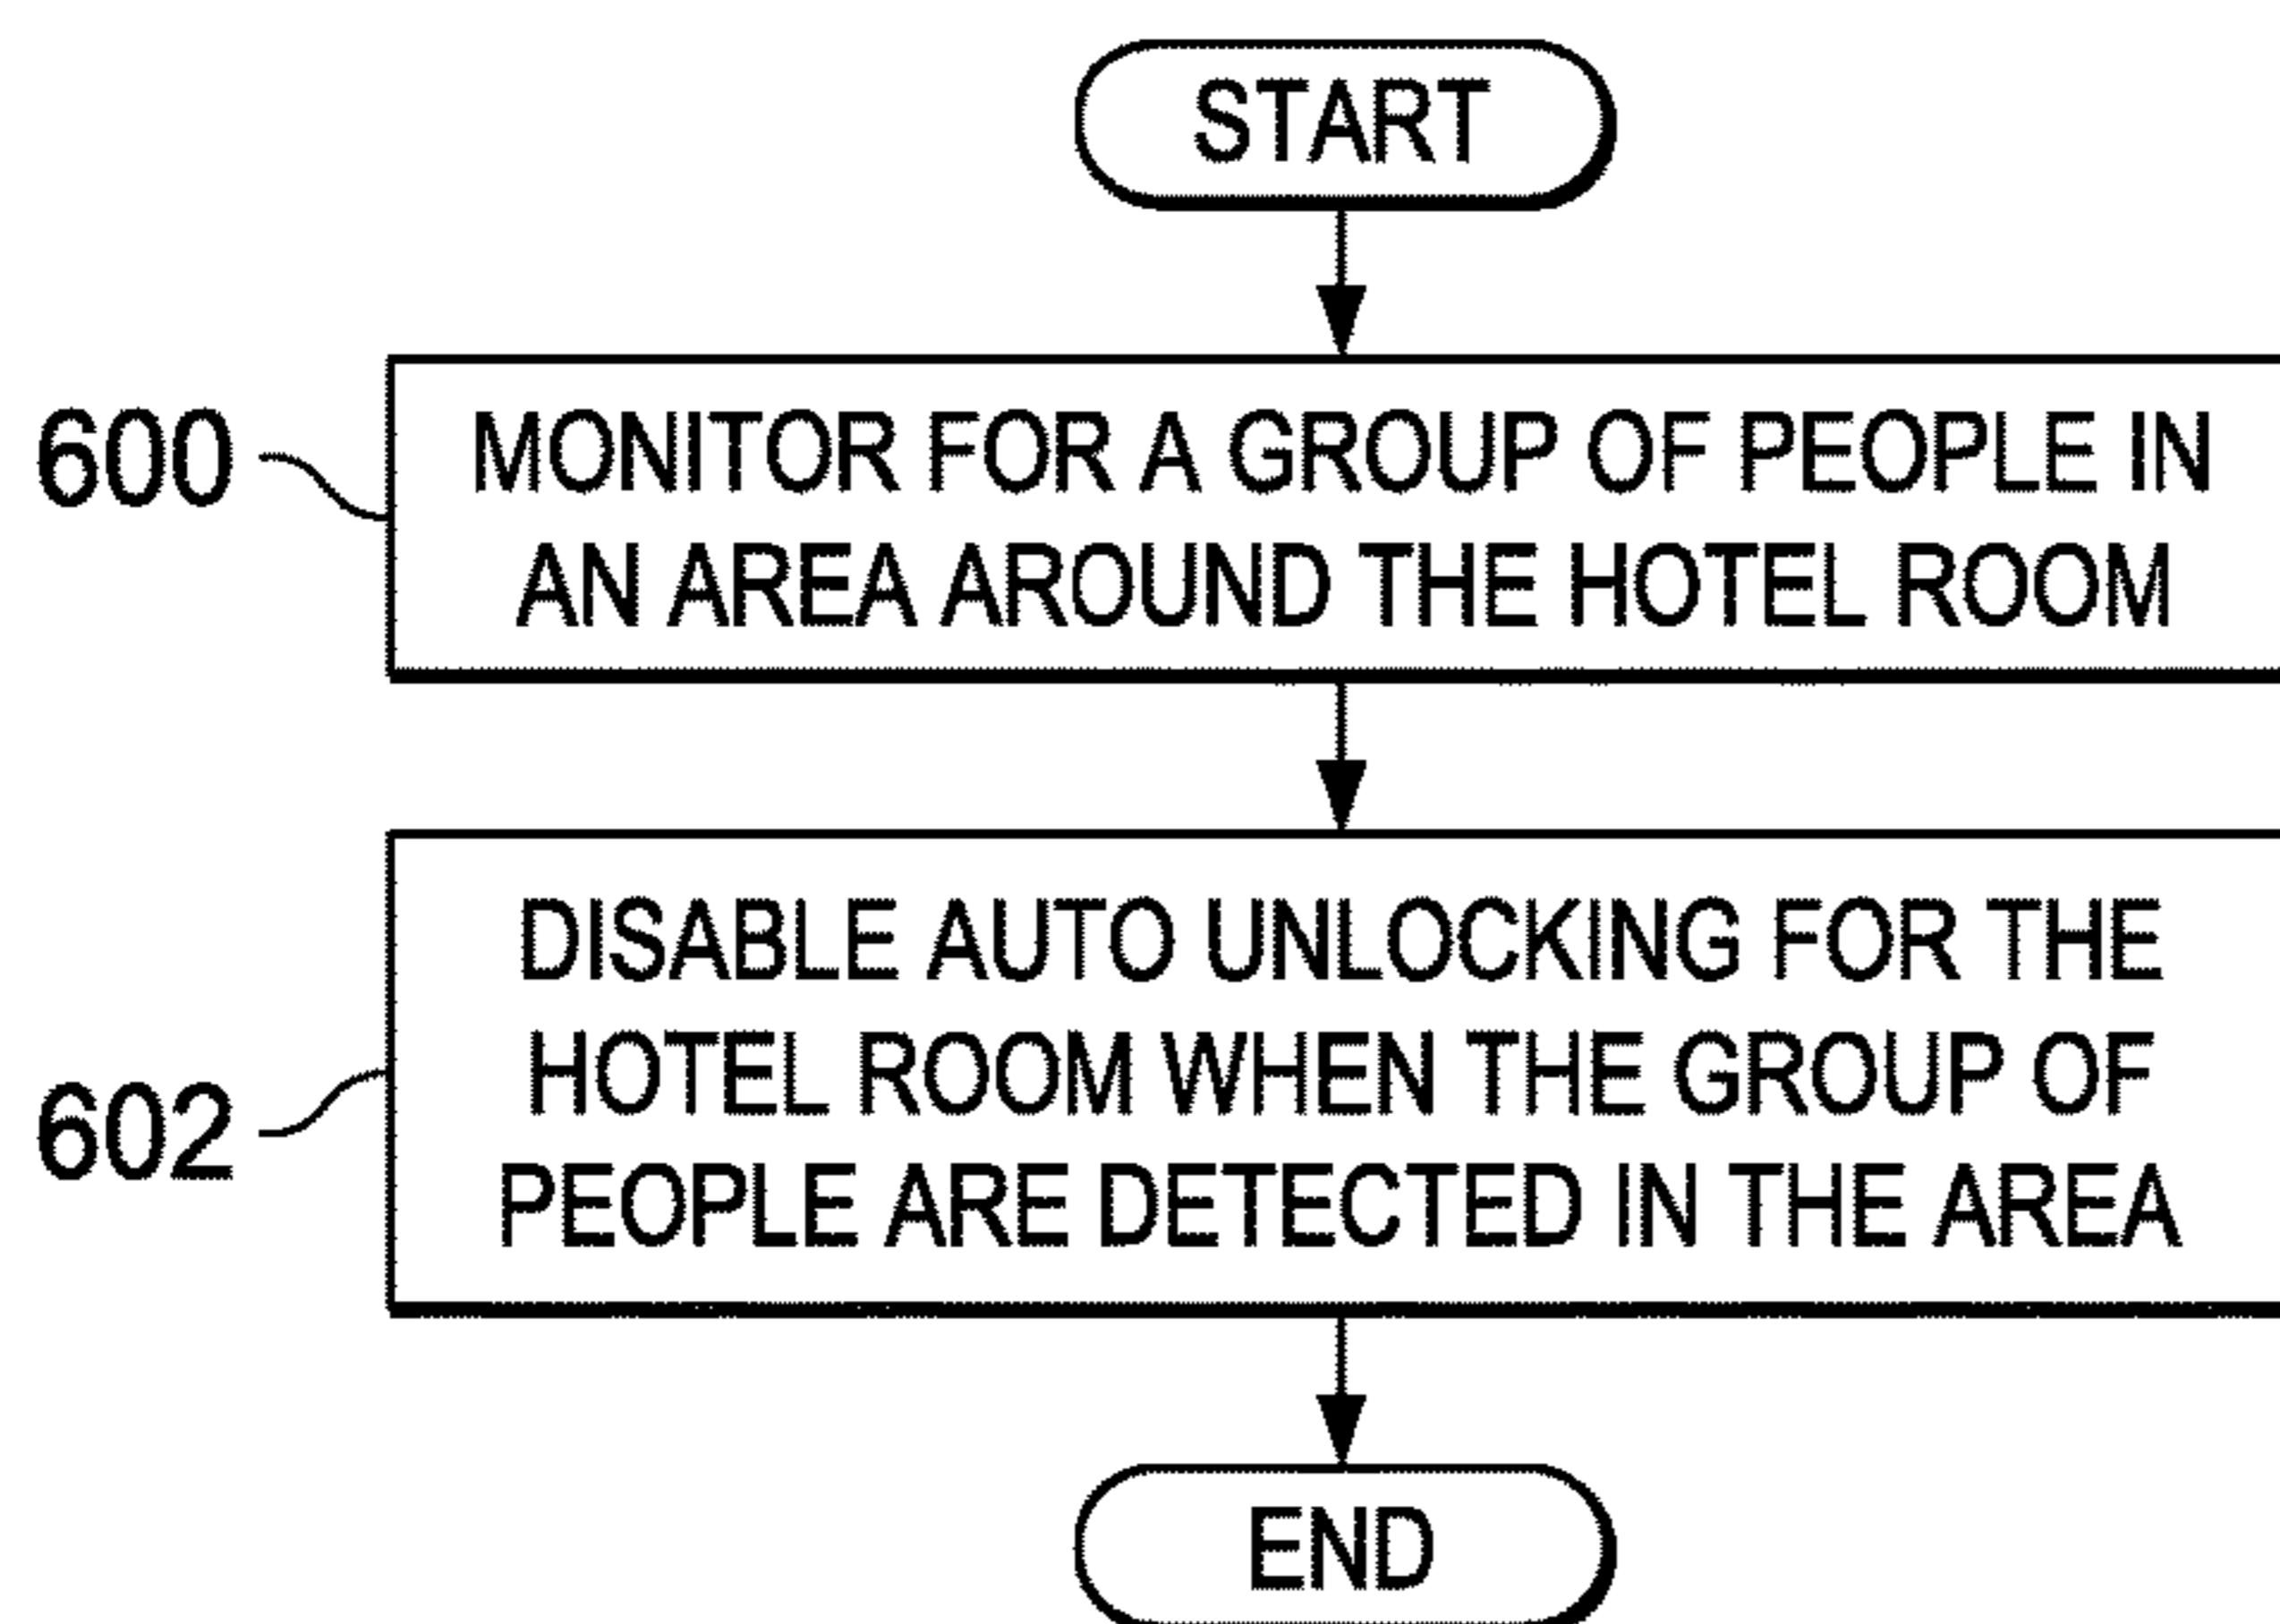 START
600
MONITOR FOR A GROUP OF PEOPLE IN
AN AREA AROUND THE HOTEL ROOM
602
DISABLE AUTO UNLOCKING FOR THE
HOTEL ROOM WHEN THE GROUP OF
PEOPLE ARE DETECTED IN THE AREA
END